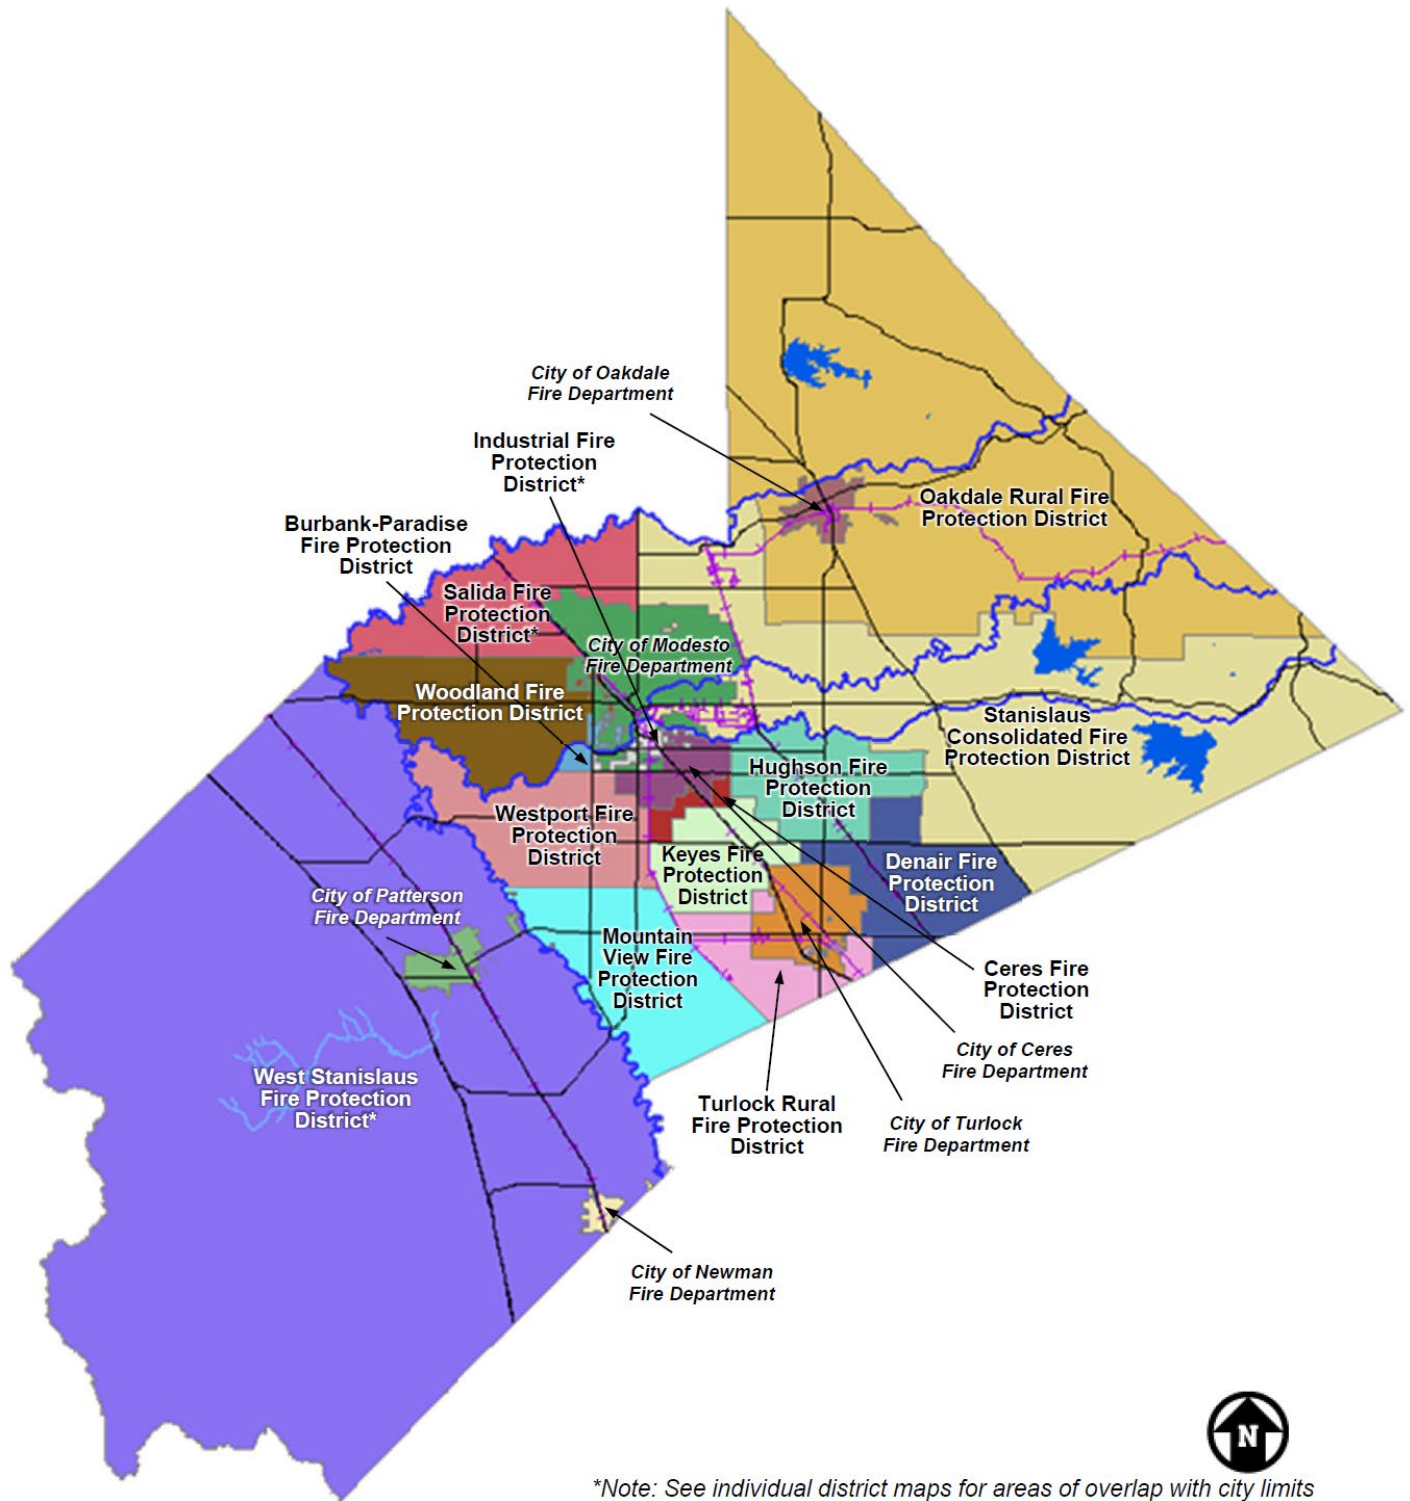 City of Oakdale
Fire Department
Industrial Fire
Protection
District*
Burbank-Paradise
Fire Protection
District
Oakdale Rural Fire
Protection District
Salida Fire
Protection
District*
City of Modesto
Fire Department
Woodland Fire
Protection District
Stanislaus
Consolidated Fire
Protection District
Hughson Fire
Protection
District
Westport Fire
Protection
District
Keyes Fire
Protection
District
Denair Fire
Protection
District
City of Patterson
Fire Department
Mountain
View Fire
Protection
District
Ceres Fire
Protection
District
City of Ceres
Fire Department
West Stanislaus
Fire Protection
District*
Turlock Rural
Fire Protection
District
City of Turlock
Fire Department
City of Newman
Fire Department
N
*Note: See individual district maps for areas of overlap with city limits